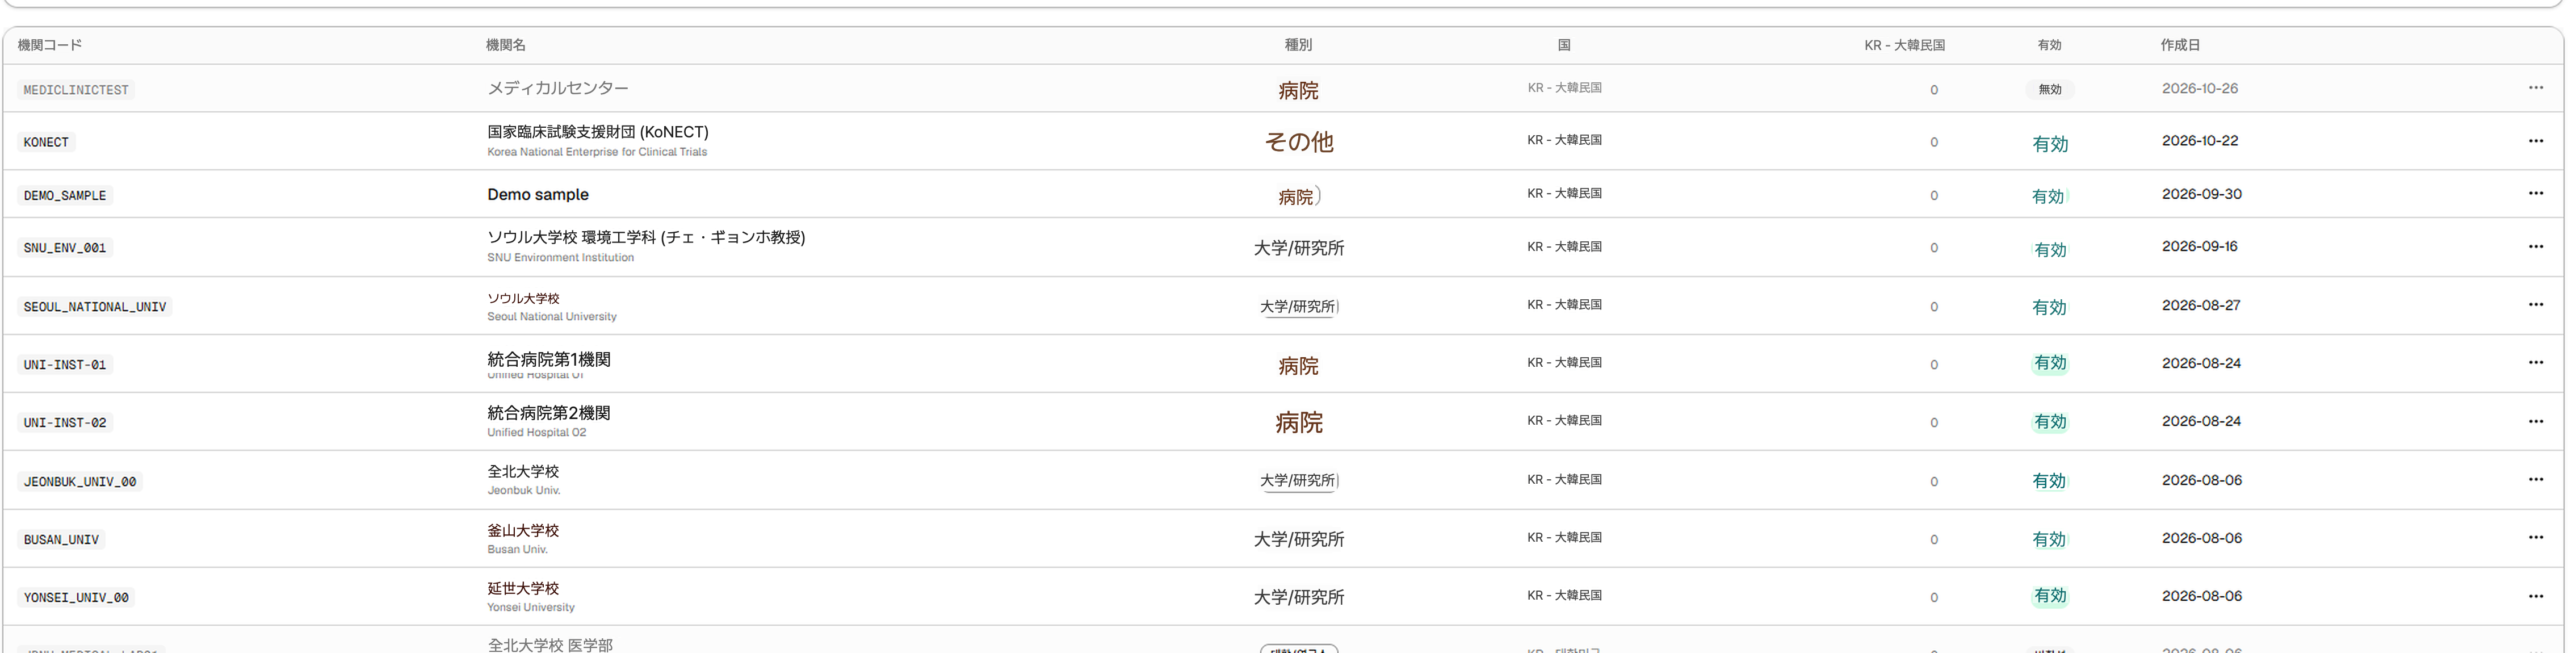 機関コード 機関名 種別 国 KR - 大韓民国 有効 作成日
MEDICLINICTEST メディカルセンター 病院 KR - 大韓民国 0 無効 2026-10-26 ...
KONECT 国家臨床試験支援財団 (KoNECT) その他 KR - 大韓民国 0 有効 2026-10-22 ...
Korea National Enterprise for Clinical Trials
DEMO_SAMPLE Demo sample 病院) KR - 大韓民国 0 有効 2026-09-30 ...
SNU_ENV_001 ソウル大学校 環境工学科 (チェ・ギョンホ教授) 大学/研究所 KR - 大韓民国 0 有効 2026-09-16 ...
SNU Environment Institution
SEOUL_NATIONAL_UNIV ソウル大学校 大学/研究所 KR - 大韓民国 0 有効 2026-08-27 ...
Seoul National University
UNI-INST-01 統合病院第1機関 病院 KR - 大韓民国 0 有効 2026-08-24 ...
Unified Hospital 01
UNI-INST-02 統合病院第2機関 病院 KR - 大韓民国 0 有効 2026-08-24 ...
Unified Hospital 02
JEONBUK_UNIV_00 全北大学校 大学/研究所 KR - 大韓民国 0 有効 2026-08-06 ...
Jeonbuk Univ.
BUSAN_UNIV 釜山大学校 大学/研究所 KR - 大韓民国 0 有効 2026-08-06 ...
Busan Univ.
YONSEI_UNIV_00 延世大学校 大学/研究所 KR - 大韓民国 0 有効 2026-08-06 ...
Yonsei University
全北大学校 医学部